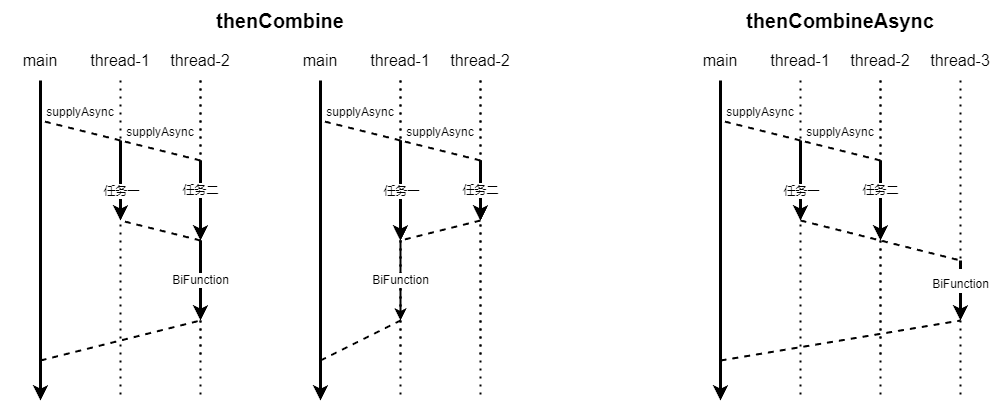 thenCombine
main thread-1 thread-2
supplyAsync
supplyAsync
任务一 任务二
BiFunction
main thread-1 thread-2
supplyAsync
supplyAsync
任务一 任务二
BiFunction
thenCombineAsync
main thread-1 thread-2 thread-3
supplyAsync
supplyAsync
任务一 任务二
BiFunction